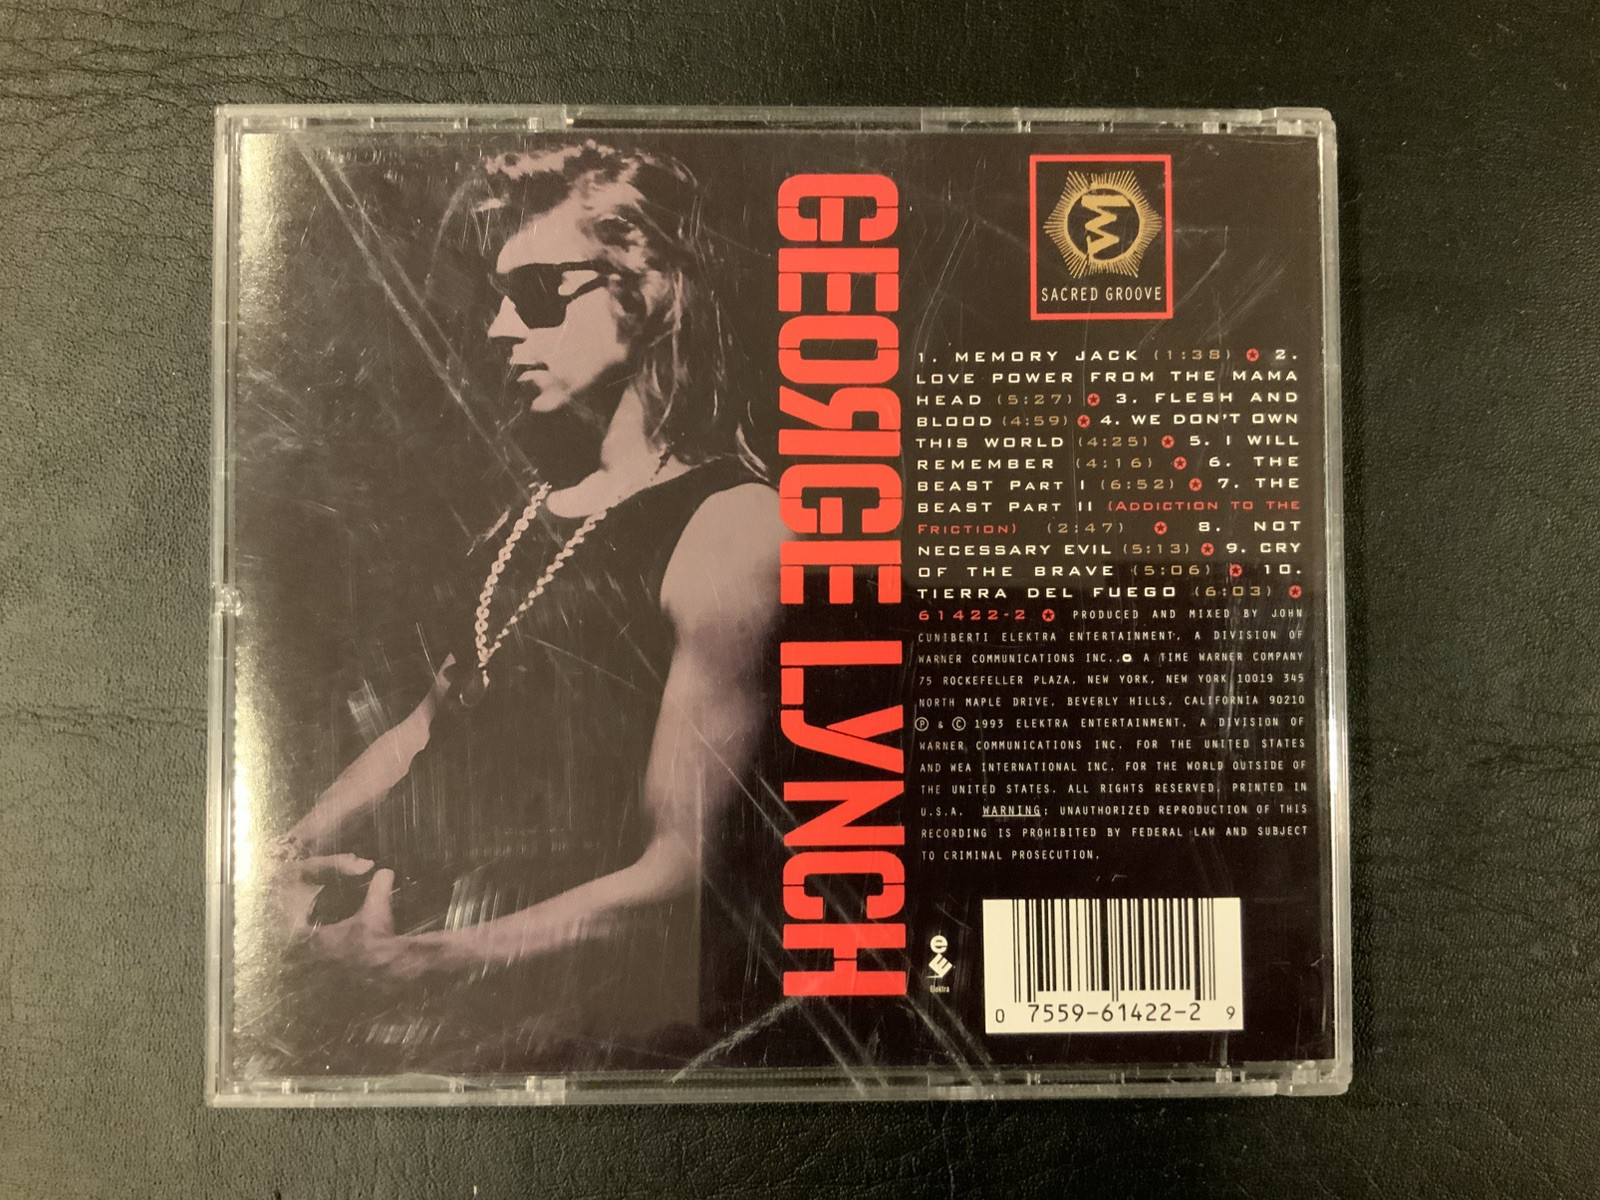 GEORGE LYNCH
SACRED GROOVE
1. MEMORY JACK (1:38) ✪ 2.
LOVE POWER FROM THE MAMA
HEAD (5:27) ✪ 3. FLESH AND
BLOOD (4:59) ✪ 4. WE DON'T OWN
THIS WORLD (4:25) ✪ 5. I WILL
REMEMBER (4:16) ✪ 6. THE
BEAST PART I (6:52) ✪ 7. THE
BEAST PART II (ADDICTION TO THE
FRICTION) (2:47) ✪ 8. NOT
NECESSARY EVIL (5:13) ✪ 9. CRY
OF THE BRAVE (5:06) ✪ 10.
TIERRA DEL FUEGO (6:03) ✪
61422-2 ✪ PRODUCED AND MIXED BY JOHN
CUNIBERTI ELEKTRA ENTERTAINMENT, A DIVISION OF
WARNER COMMUNICATIONS INC., A TIME WARNER COMPANY
75 ROCKEFELLER PLAZA, NEW YORK, NEW YORK 10019 345
NORTH MAPLE DRIVE, BEVERLY HILLS, CALIFORNIA 90210
℗ & © 1993 ELEKTRA ENTERTAINMENT, A DIVISION OF
WARNER COMMUNICATIONS INC. FOR THE UNITED STATES
AND WEA INTERNATIONAL INC. FOR THE WORLD OUTSIDE OF
THE UNITED STATES. ALL RIGHTS RESERVED. PRINTED IN
U.S.A. WARNING: UNAUTHORIZED REPRODUCTION OF THIS
RECORDING IS PROHIBITED BY FEDERAL LAW AND SUBJECT
TO CRIMINAL PROSECUTION.
Elektra
0 7559-61422-2 9